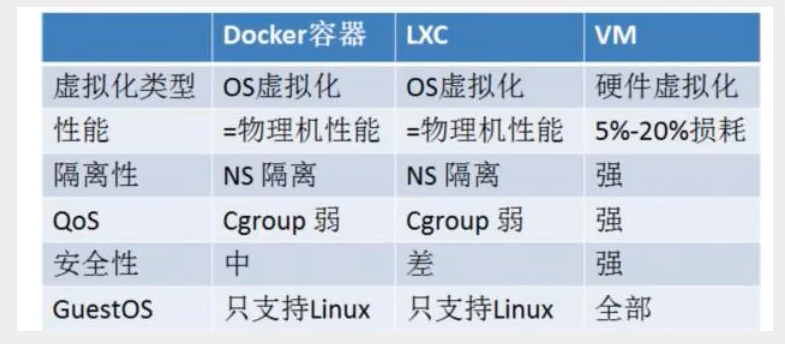 Docker容器 LXC VM
虚拟化类型 OS虚拟化 OS虚拟化 硬件虚拟化
性能 =物理机性能 =物理机性能 5%-20%损耗
隔离性 NS 隔离 NS 隔离 强
QoS Cgroup 弱 Cgroup 弱 强
安全性 中 差 强
GuestOS 只支持Linux 只支持Linux 全部